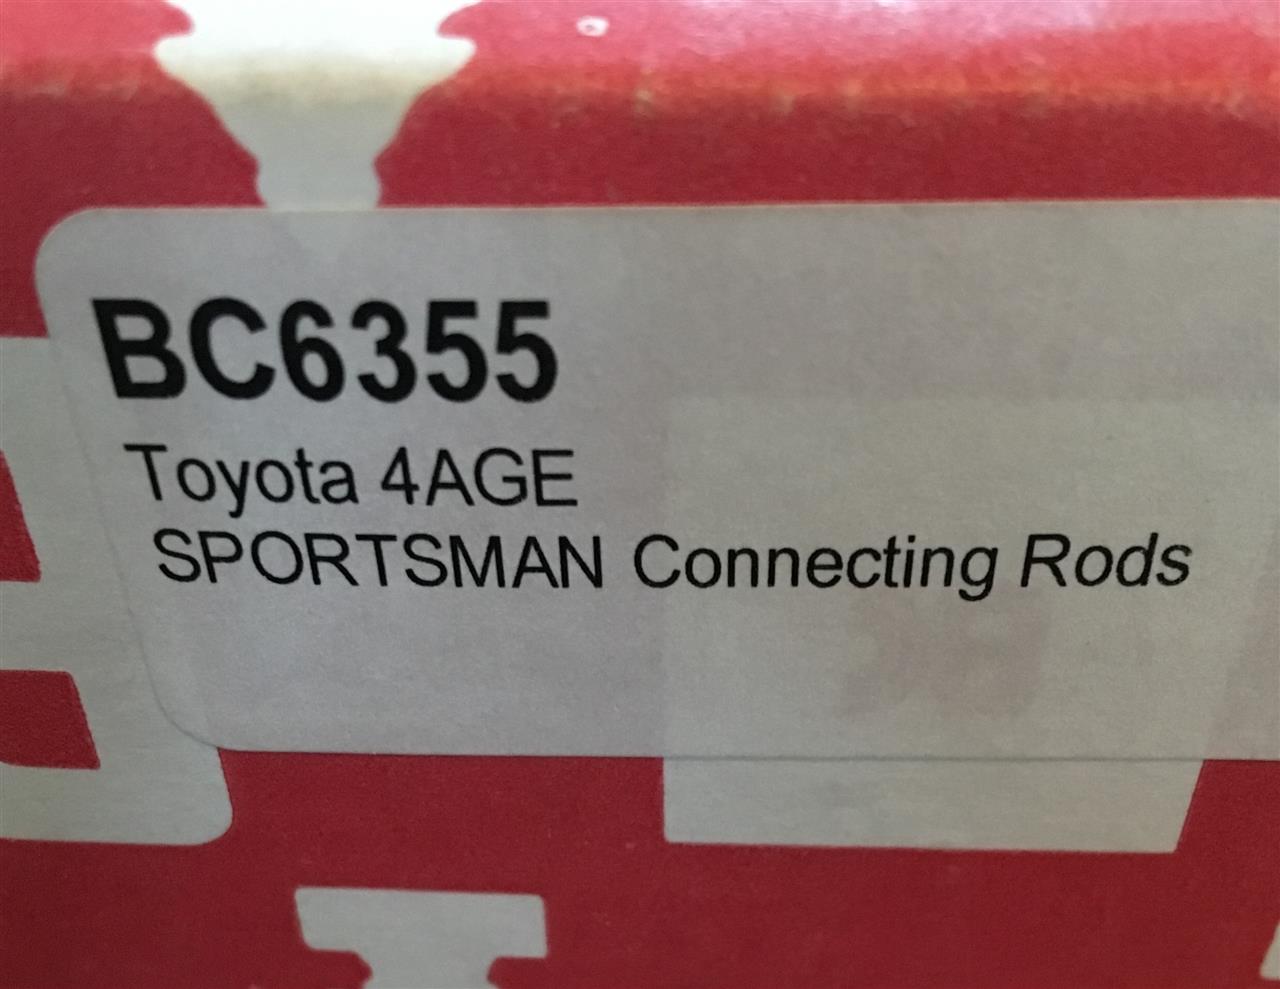 BC6355
Toyota 4AGE
SPORTSMAN Connecting Rods